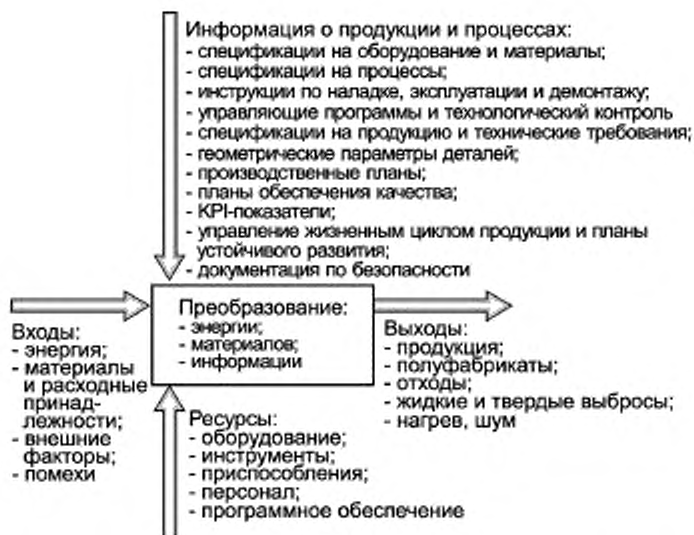 Информация о продукции и процессах:
- спецификации на оборудование и материалы;
- спецификации на процессы;
- инструкции по наладке, эксплуатации и демонтажу;
- управляющие программы и технологический контроль
- спецификации на продукцию и технические требования;
- геометрические параметры деталей;
- производственные планы;
- планы обеспечения качества;
- KPI-показатели;
- управление жизненным циклом продукции и планы
устойчивого развития;
- документация по безопасности
Преобразование:
- энергии;
- материалов;
- информации
Входы:
- энергия;
- материалы
и расходные
принад-
лежности;
- внешние
факторы;
- помехи
Выходы:
- продукция;
- полуфабрикаты;
- отходы;
- жидкие и твердые выбросы;
- нагрев, шум
Ресурсы:
- оборудование;
- инструменты;
- приспособления;
- персонал;
- программное обеспечение